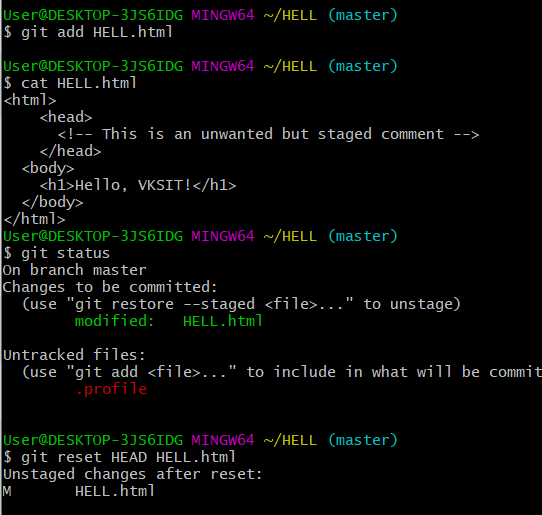 User@DESKTOP-3JS6IDG MINGW64 ~/HELL (master)
$ git add HELL.html

User@DESKTOP-3JS6IDG MINGW64 ~/HELL (master)
$ cat HELL.html
<html>
    <head>
      <!-- This is an unwanted but staged comment -->
    </head>
  <body>
    <h1>Hello, VKSIT!</h1>
  </body>
</html>
User@DESKTOP-3JS6IDG MINGW64 ~/HELL (master)
$ git status
On branch master
Changes to be committed:
  (use "git restore --staged <file>..." to unstage)
        modified:   HELL.html

Untracked files:
  (use "git add <file>..." to include in what will be commit
        .profile

User@DESKTOP-3JS6IDG MINGW64 ~/HELL (master)
$ git reset HEAD HELL.html
Unstaged changes after reset:
M       HELL.html